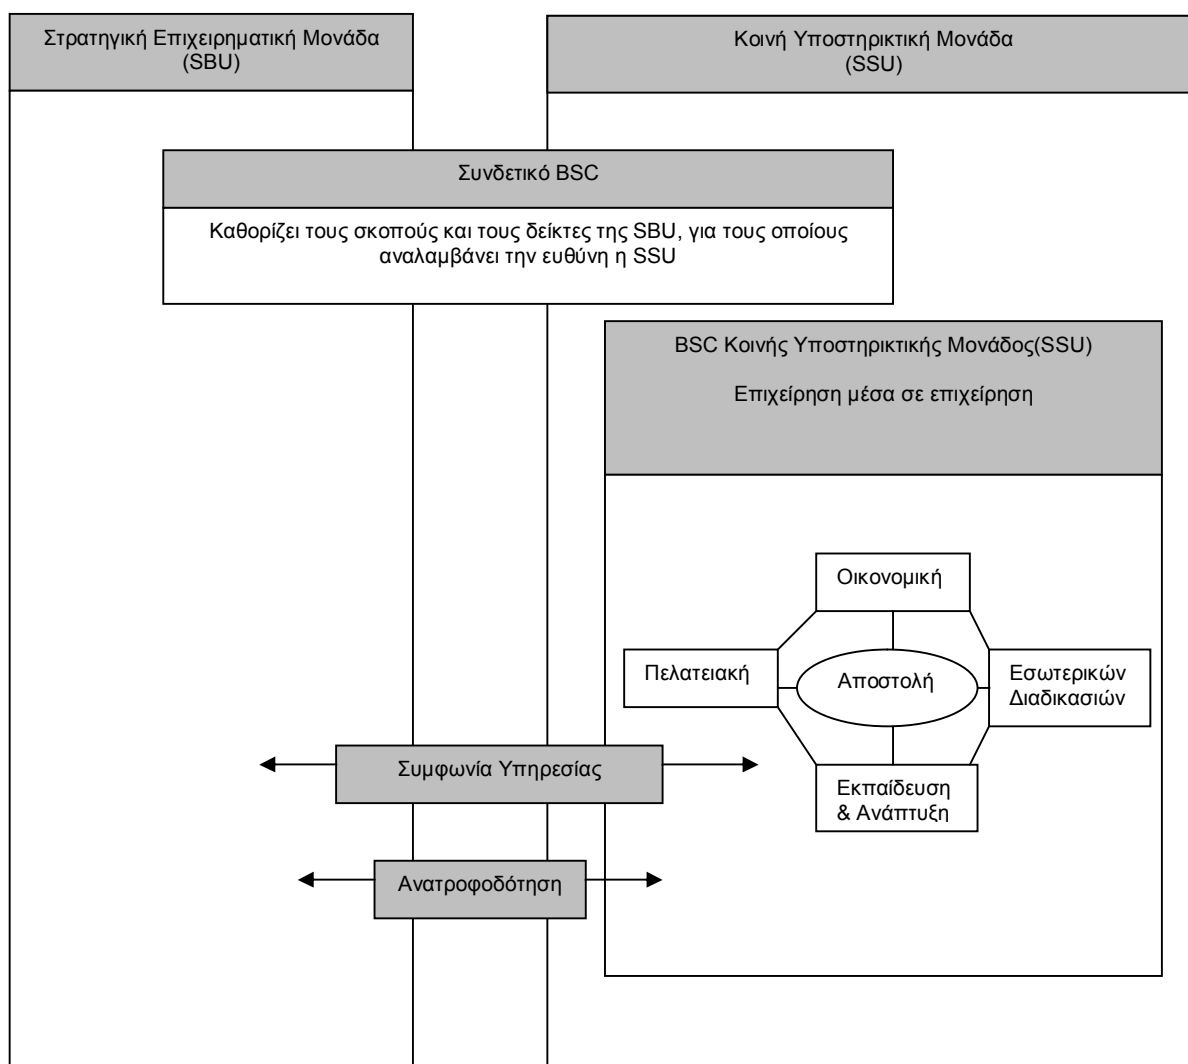 Στρατηγική Επιχειρηματική Μονάδα
(SBU)
Κοινή Υποστηρικτική Μονάδα
(SSU)
Συνδετικό BSC
Καθορίζει τους σκοπούς και τους δείκτες της SBU, για τους οποίους
αναλαμβάνει την ευθύνη η SSU
BSC Κοινής Υποστηρικτικής Μονάδος(SSU)
Επιχείρηση μέσα σε επιχείρηση
Οικονομική
Πελατειακή
Αποστολή
Εσωτερικών
Διαδικασιών
Εκπαίδευση
& Ανάπτυξη
Συμφωνία Υπηρεσίας
Ανατροφοδότηση